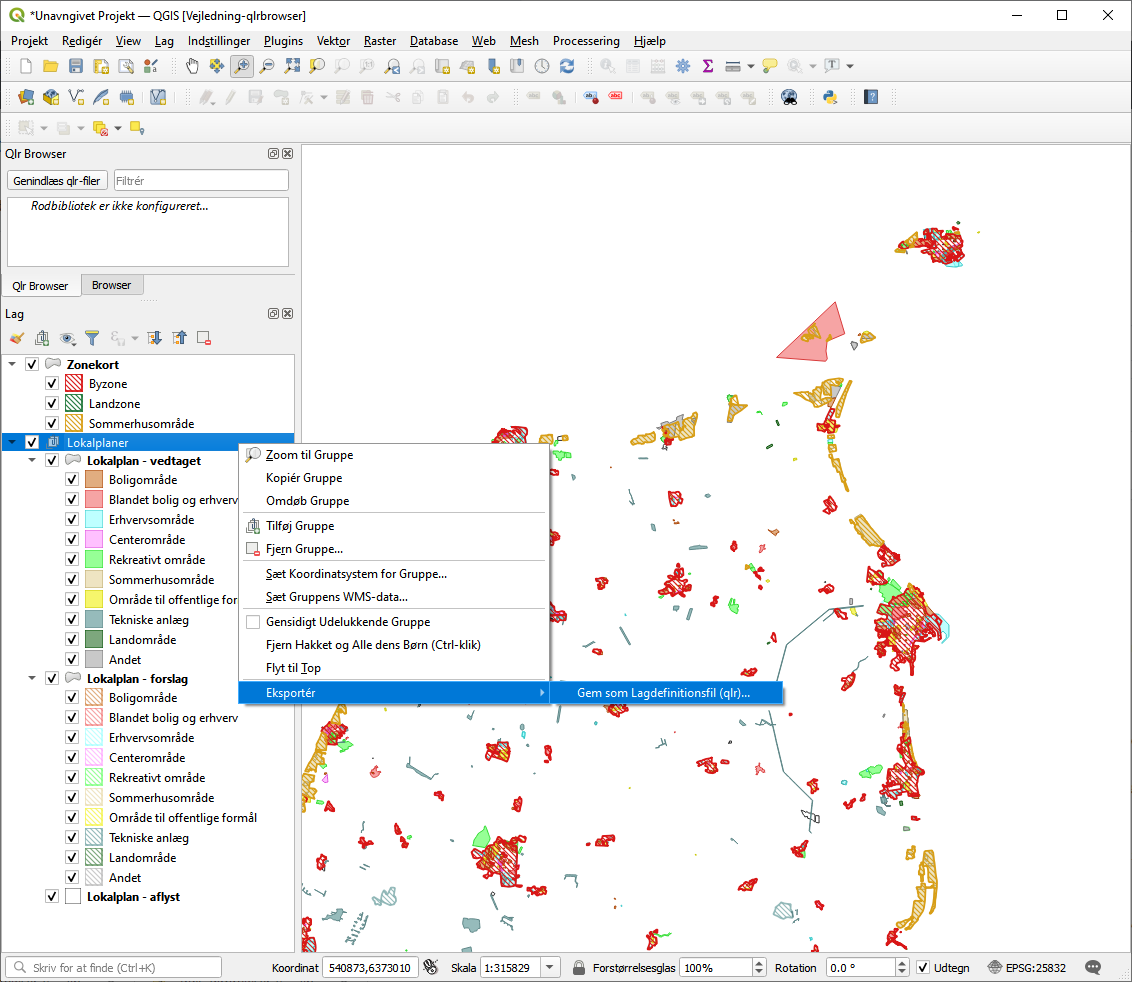 *Unavngivet Projekt — QGIS [Vejledning-qlrbrowser]
Projekt Redigér View Lag Indstillinger Plugins Vektor Raster Database Web Mesh Processering Hjælp
Qlr Browser
Genindlæs qlr-filer Filtrér
Rodbibliotek er ikke konfigureret...
Qlr Browser Browser
Lag
Zonekort
Byzone
Landzone
Sommerhusområde
Lokalplaner
Lokalplan - vedtaget
Boligområde
Blandet bolig og erhverv
Erhvervsområde
Centerområde
Rekreativt område
Sommerhusområde
Område til offentlige for
Tekniske anlæg
Landområde
Andet
Lokalplan - forslag
Boligområde
Blandet bolig og erhverv
Erhvervsområde
Centerområde
Rekreativt område
Sommerhusområde
Område til offentlige formål
Tekniske anlæg
Landområde
Andet
Lokalplan - aflyst
Zoom til Gruppe
Kopiér Gruppe
Omdøb Gruppe
Tilføj Gruppe
Fjern Gruppe...
Sæt Koordinatsystem for Gruppe...
Sæt Gruppens WMS-data...
Gensidigt Udelukkende Gruppe
Fjern Hakket og Alle dens Børn (Ctrl-klik)
Flyt til Top
Eksportér
Gem som Lagdefinitionsfil (qlr)...
Skriv for at finde (Ctrl+K) Koordinat 540873,6373010 Skala 1:315829 Forstørrelsesglas 100% Rotation 0.0 ° Udtegn EPSG:25832